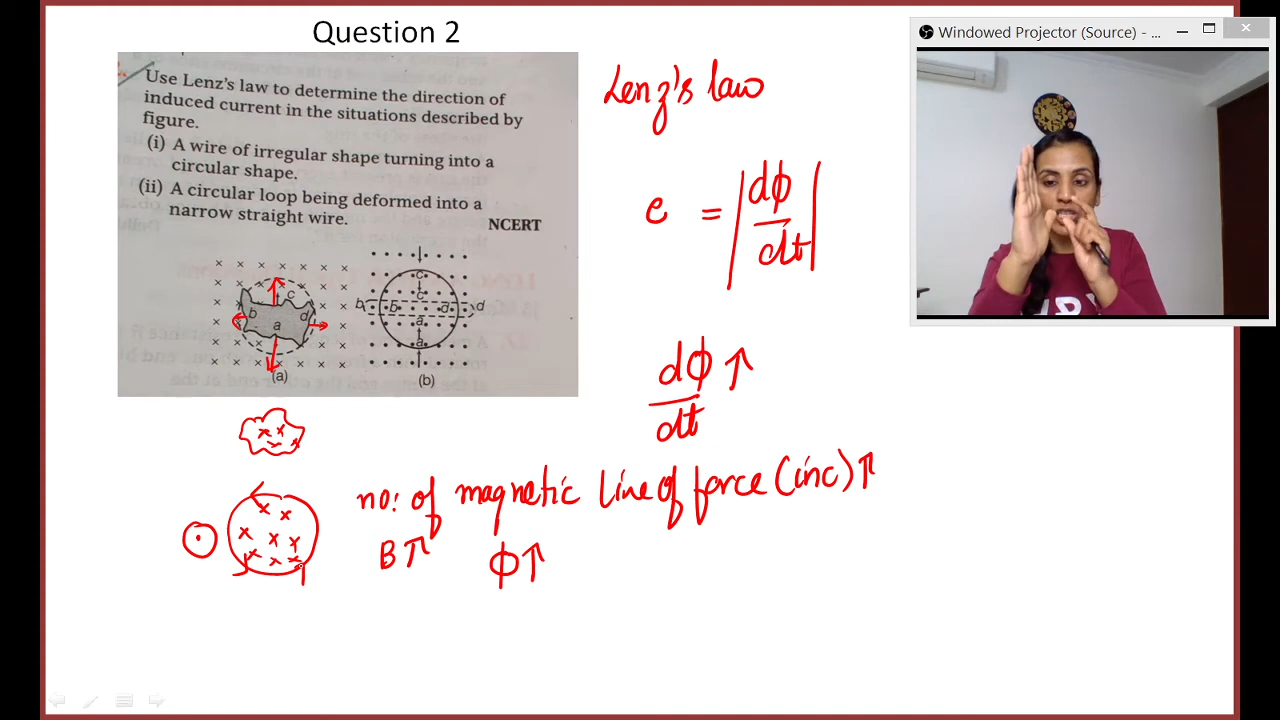 Question 2
Windowed Projector (Source) - ...
Use Lenz's law to determine the direction of
induced current in the situations described by
figure.
(i) A wire of irregular shape turning into a
circular shape.
(ii) A circular loop being deformed into a
narrow straight wire.
NCERT
c
b
d
a
(a)
c
c
b
b
d
d
a
a
(b)
Lenz's law
e = |dϕ/dt|
dϕ/dt ↑
no: of magnetic line of force (inc) ↑
B ↑ ϕ ↑